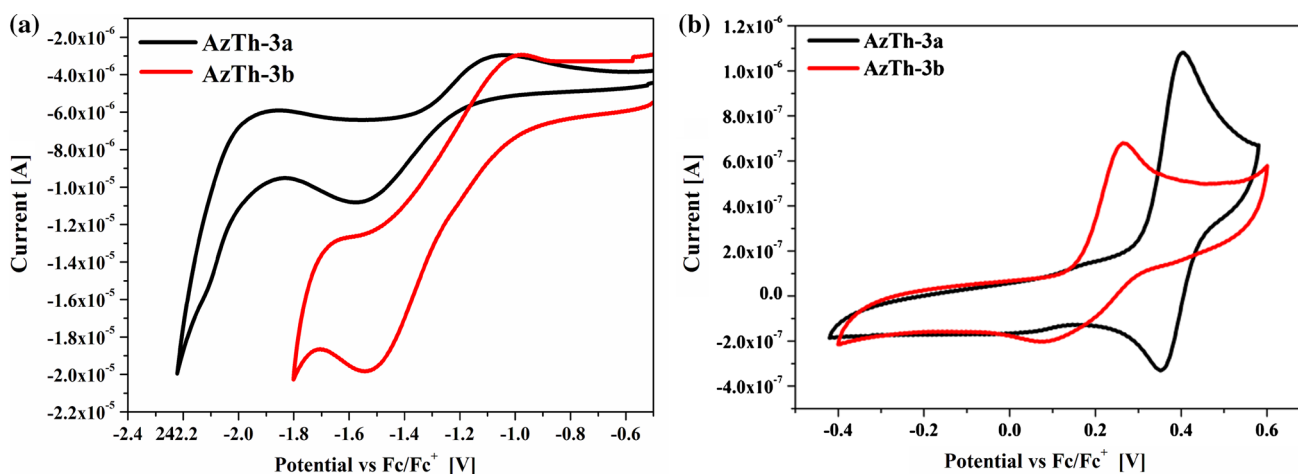 (a)
AzTh-3a
AzTh-3b
Current [A]
-2.0x10⁻⁶
-4.0x10⁻⁶
-6.0x10⁻⁶
-8.0x10⁻⁶
-1.0x10⁻⁵
-1.2x10⁻⁵
-1.4x10⁻⁵
-1.6x10⁻⁵
-1.8x10⁻⁵
-2.0x10⁻⁵
-2.2x10⁻⁵
-2.4 242.2 -2.0 -1.8 -1.6 -1.4 -1.2 -1.0 -0.8 -0.6
Potential vs Fc/Fc⁺ [V]
(b)
AzTh-3a
AzTh-3b
Current [A]
1.2x10⁻⁶
1.0x10⁻⁶
8.0x10⁻⁷
6.0x10⁻⁷
4.0x10⁻⁷
2.0x10⁻⁷
0.0
-2.0x10⁻⁷
-4.0x10⁻⁷
-0.4 -0.2 0.0 0.2 0.4 0.6
Potential vs Fc/Fc⁺ [V]